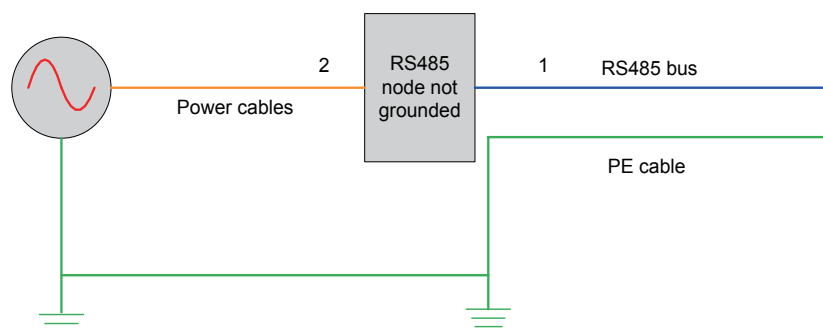 2
RS485
node not
grounded
1
RS485 bus
Power cables
PE cable